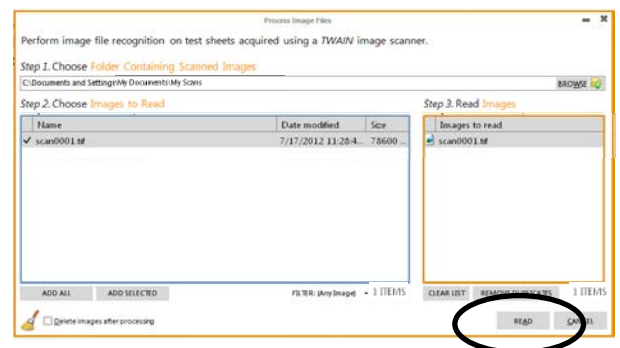 Process Image Files
Perform image file recognition on test sheets acquired using a TWAIN image scanner.
Step 1. Choose Folder Containing Scanned Images
C:\Documents and Settings\My Documents\My Scans
BROWSE
Step 2. Choose Images to Read
Step 3. Read Images
Name Date modified Size
Images to read
scan0001.tif 7/17/2012 11:28:4... 78600 ...
scan0001.tif
ADD ALL ADD SELECTED FILTER: (Any Image) 1 ITEMS
CLEAR LIST REMOVE DUPLICATES 1 ITEMS
Delete images after processing
READ CANCEL